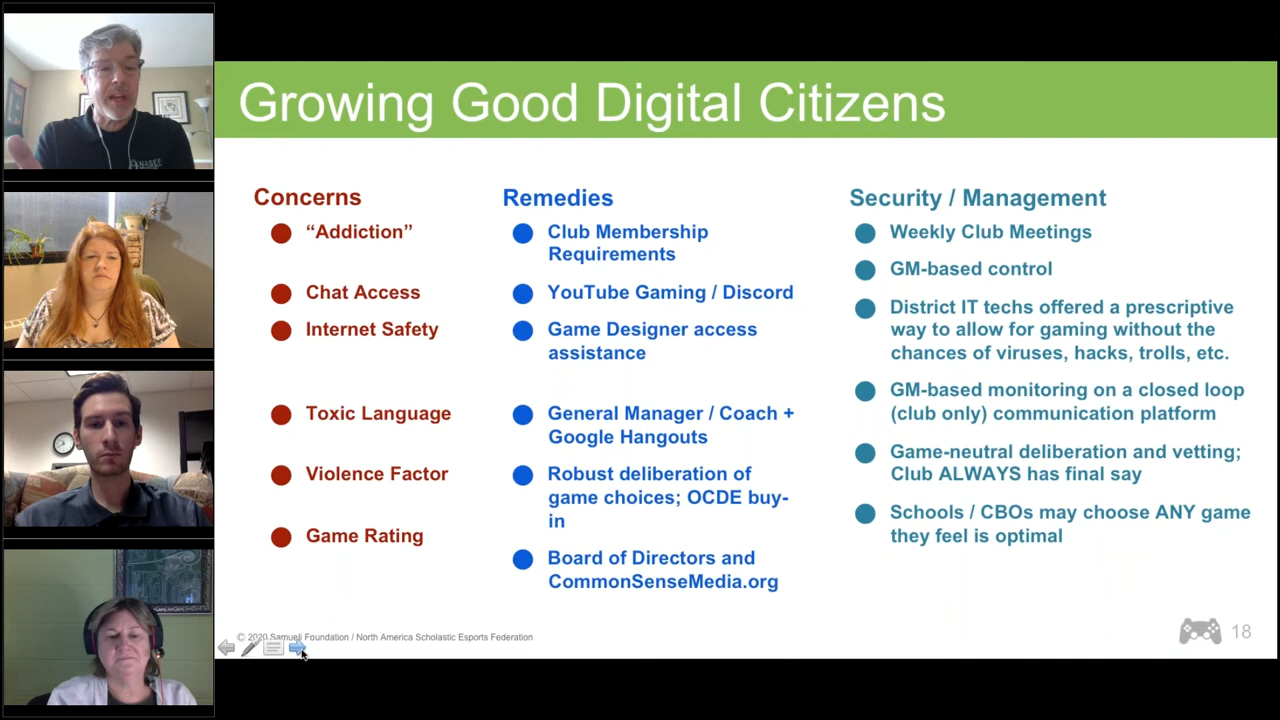 Growing Good Digital Citizens
Concerns
“Addiction”
Chat Access
Internet Safety
Toxic Language
Violence Factor
Game Rating
Remedies
Club Membership
Requirements
YouTube Gaming / Discord
Game Designer access
assistance
General Manager / Coach +
Google Hangouts
Robust deliberation of
game choices; OCDE buy-
in
Board of Directors and
CommonSenseMedia.org
Security / Management
Weekly Club Meetings
GM-based control
District IT techs offered a prescriptive
way to allow for gaming without the
chances of viruses, hacks, trolls, etc.
GM-based monitoring on a closed loop
(club only) communication platform
Game-neutral deliberation and vetting;
Club ALWAYS has final say
Schools / CBOs may choose ANY game
they feel is optimal
© 2020 Samueli Foundation / North America Scholastic Esports Federation
18
NASEF